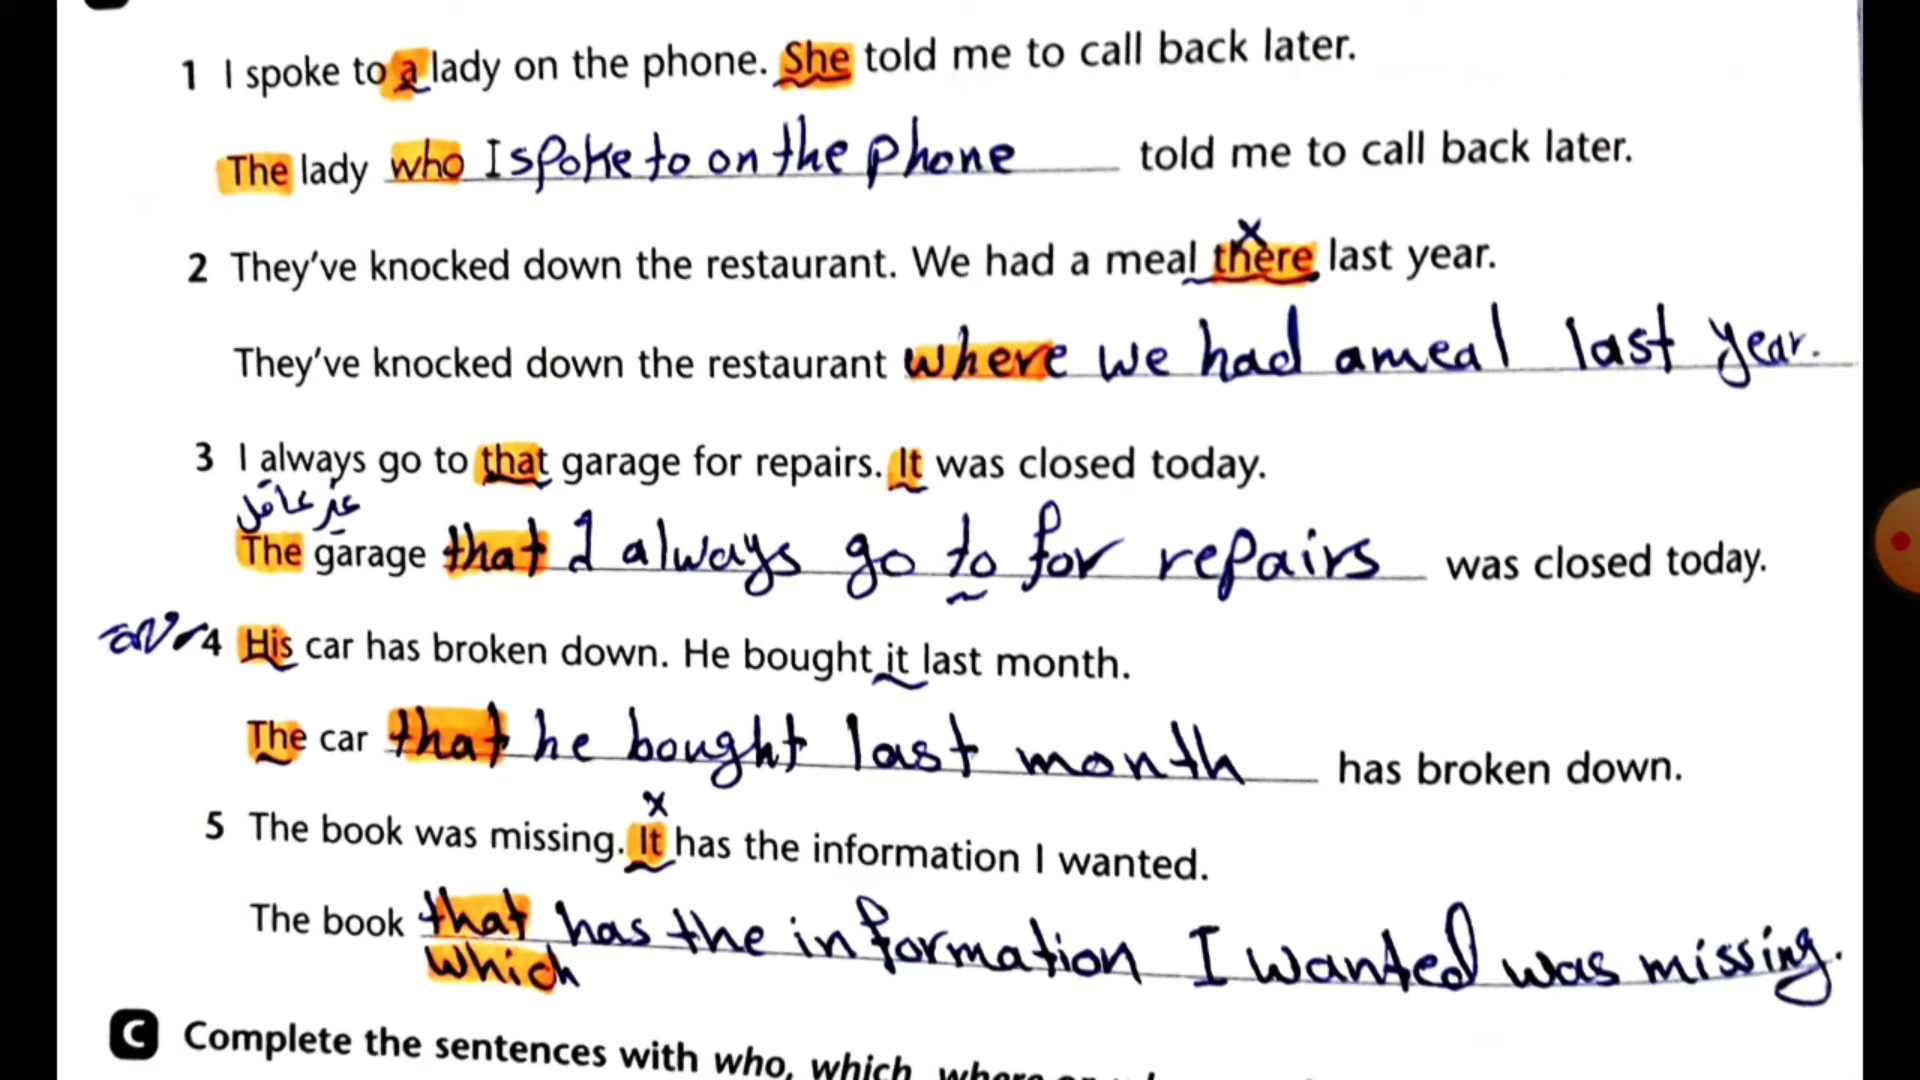 1 I spoke to a lady on the phone. She told me to call back later.
The lady who I spoke to on the phone told me to call back later.
2 They've knocked down the restaurant. We had a meal there last year.
They've knocked down the restaurant where we had a meal last year.
3 I always go to that garage for repairs. It was closed today.
غير عاقل
The garage that I always go to for repairs was closed today.
4 His car has broken down. He bought it last month.
The car that he bought last month has broken down.
5 The book was missing. It has the information I wanted.
The book that has the information I wanted was missing.
which
C Complete the sentences with who, which, where or